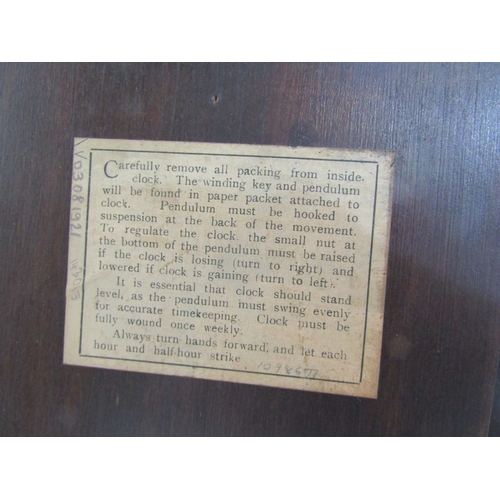 Carefully remove all packing from inside
clock. The winding key and pendulum
will be found in paper packet attached to
clock. Pendulum must be hooked to
suspension at the back of the movement.
To regulate the clock, the small nut at
the bottom of the pendulum must be raised
if the clock is losing (turn to right) and
lowered if clock is gaining (turn to left).
It is essential that clock should stand
level, as the pendulum must swing evenly
for accurate timekeeping. Clock must be
fully wound once weekly.
Always turn hands forward, and let each
hour and half-hour strike
V03081921